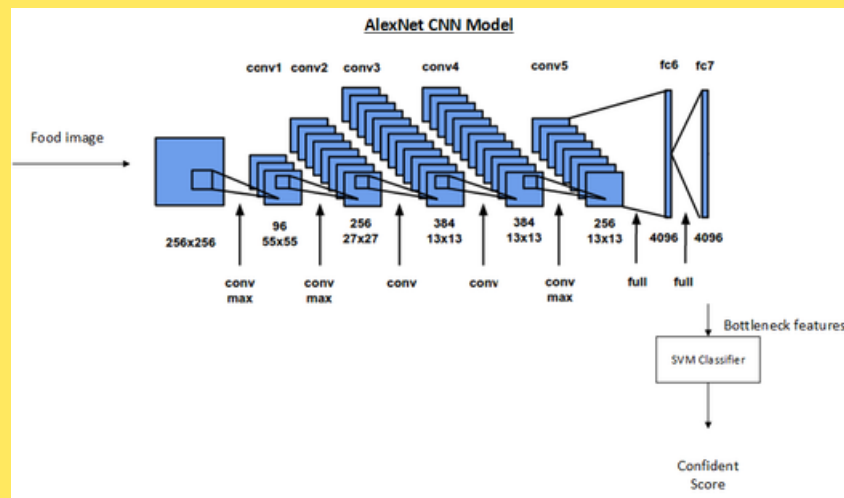 AlexNet CNN Model
conv1 conv2 conv3 conv4 conv5 fc6 fc7
Food image
256x256
96
55x55
256
27x27
384
13x13
384
13x13
256
13x13
4096
4096
conv
max
conv
max
conv
conv
conv
max
full
full
Bottleneck features
SVM Classifier
Confident
Score